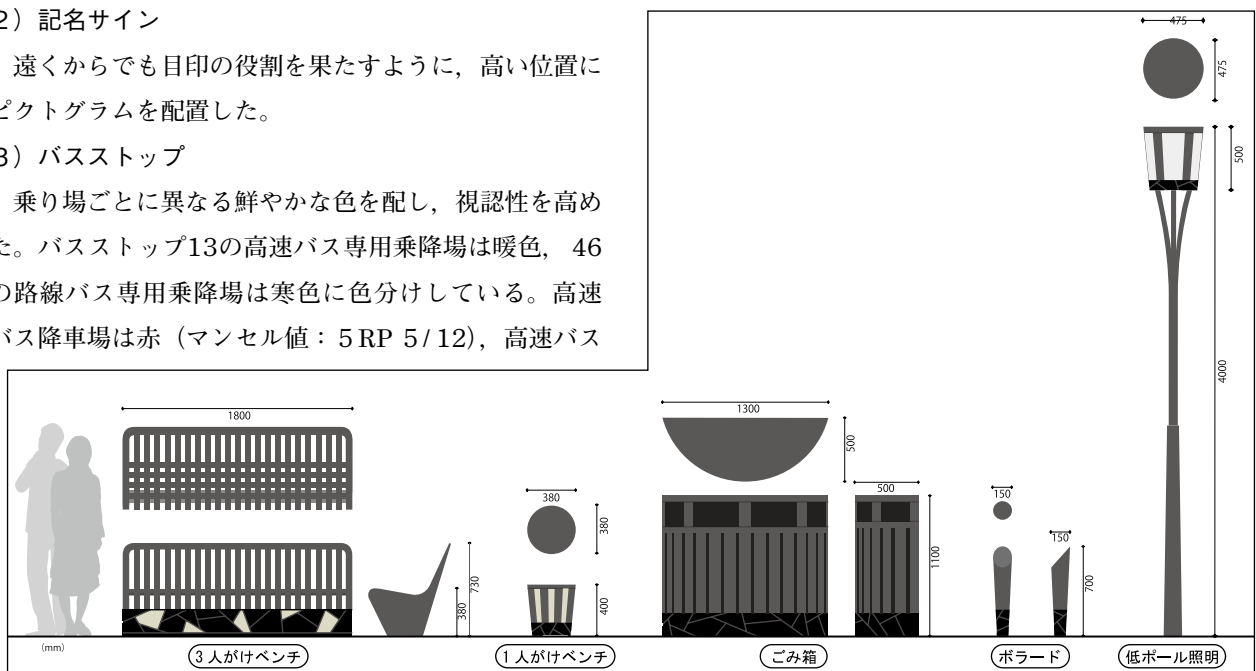 2）記名サイン
遠くからでも目印の役割を果たすように，高い位置に
ピクトグラムを配置した。
3）バスストップ
乗り場ごとに異なる鮮やかな色を配し，視認性を高め
た。バスストップ13の高速バス専用乗降場は暖色， 46
の路線バス専用乗降場は寒色に色分けしている。高速
バス降車場は赤（マンセル値：５RP 5/12），高速バス
475
475
500
4000
1800
1300
500
380
380
500
150
150
730
380
400
1100
700
(mm)
3人がけベンチ
1人がけベンチ
ごみ箱
ボラード
低ポール照明